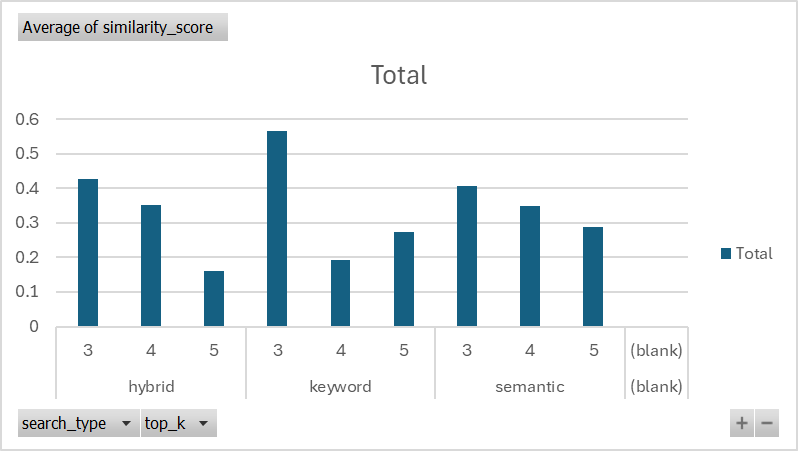 Average of similarity_score
Total
0.6
0.5
0.4
0.3
0.2
0.1
0
Total
3 4 5 3 4 5 3 4 5 (blank)
hybrid keyword semantic (blank)
search_type top_k + −